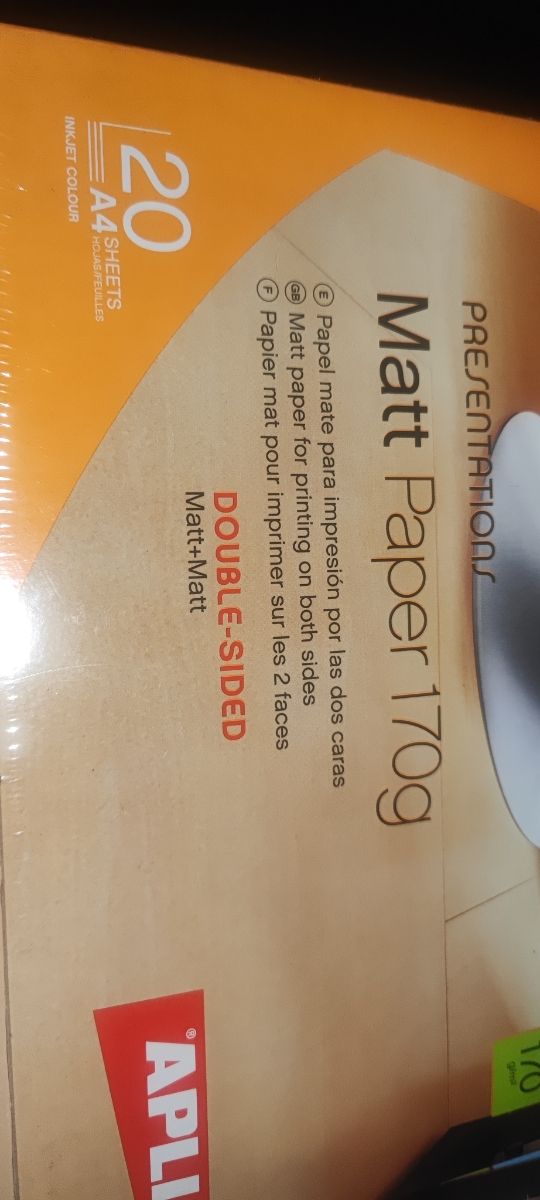 PRESENTATIONS
Matt Paper 170g
E Papel mate para impresión por las dos caras
GB Matt paper for printing on both sides
F Papier mat pour imprimer sur les 2 faces
DOUBLE-SIDED
Matt+Matt
20
SHEETS
A4 HOJAS/FEUILLES
INKJET COLOUR
® APLI
170
g/m²